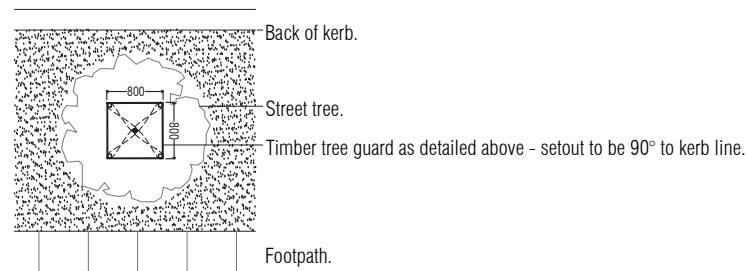 Back of kerb.
800
Street tree.
800
Timber tree guard as detailed above - setout to be 90° to kerb line.
Footpath.